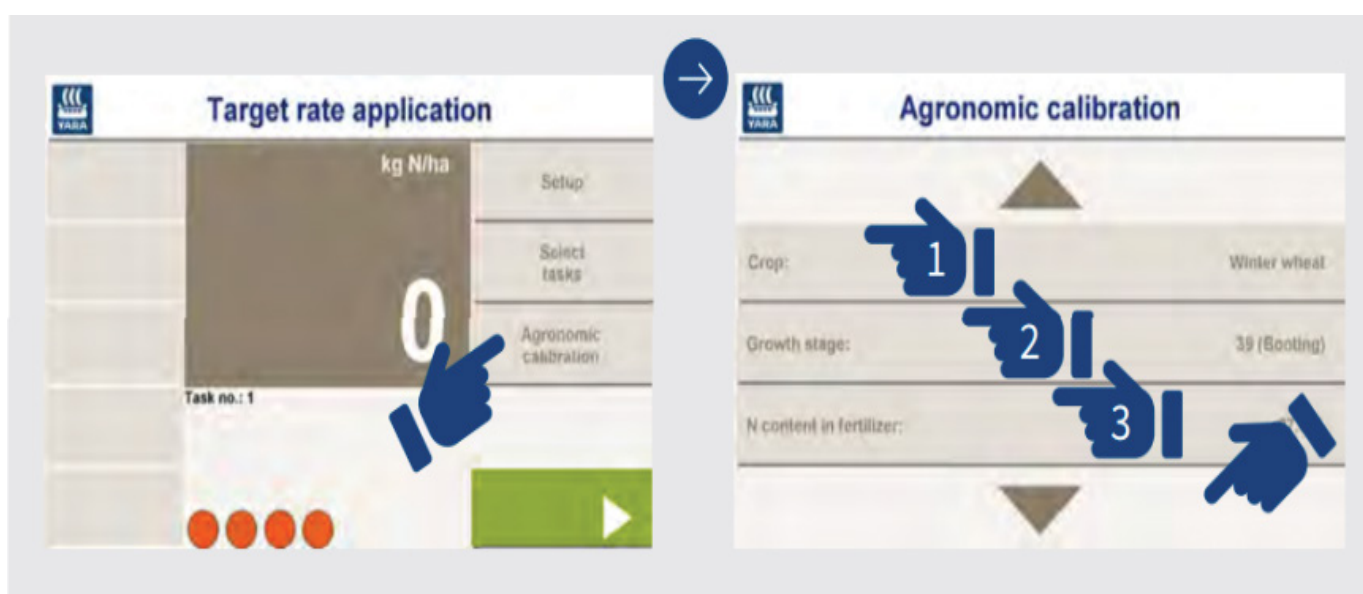 YARA
Target rate application
kg N/ha
Setup
0
Select
tasks
Agronomic
calibration
Task no.: 1
YARA
Agronomic calibration
Crop:
1
Winter wheat
Growth stage:
2
39 (Booting)
N content in fertilizer:
3